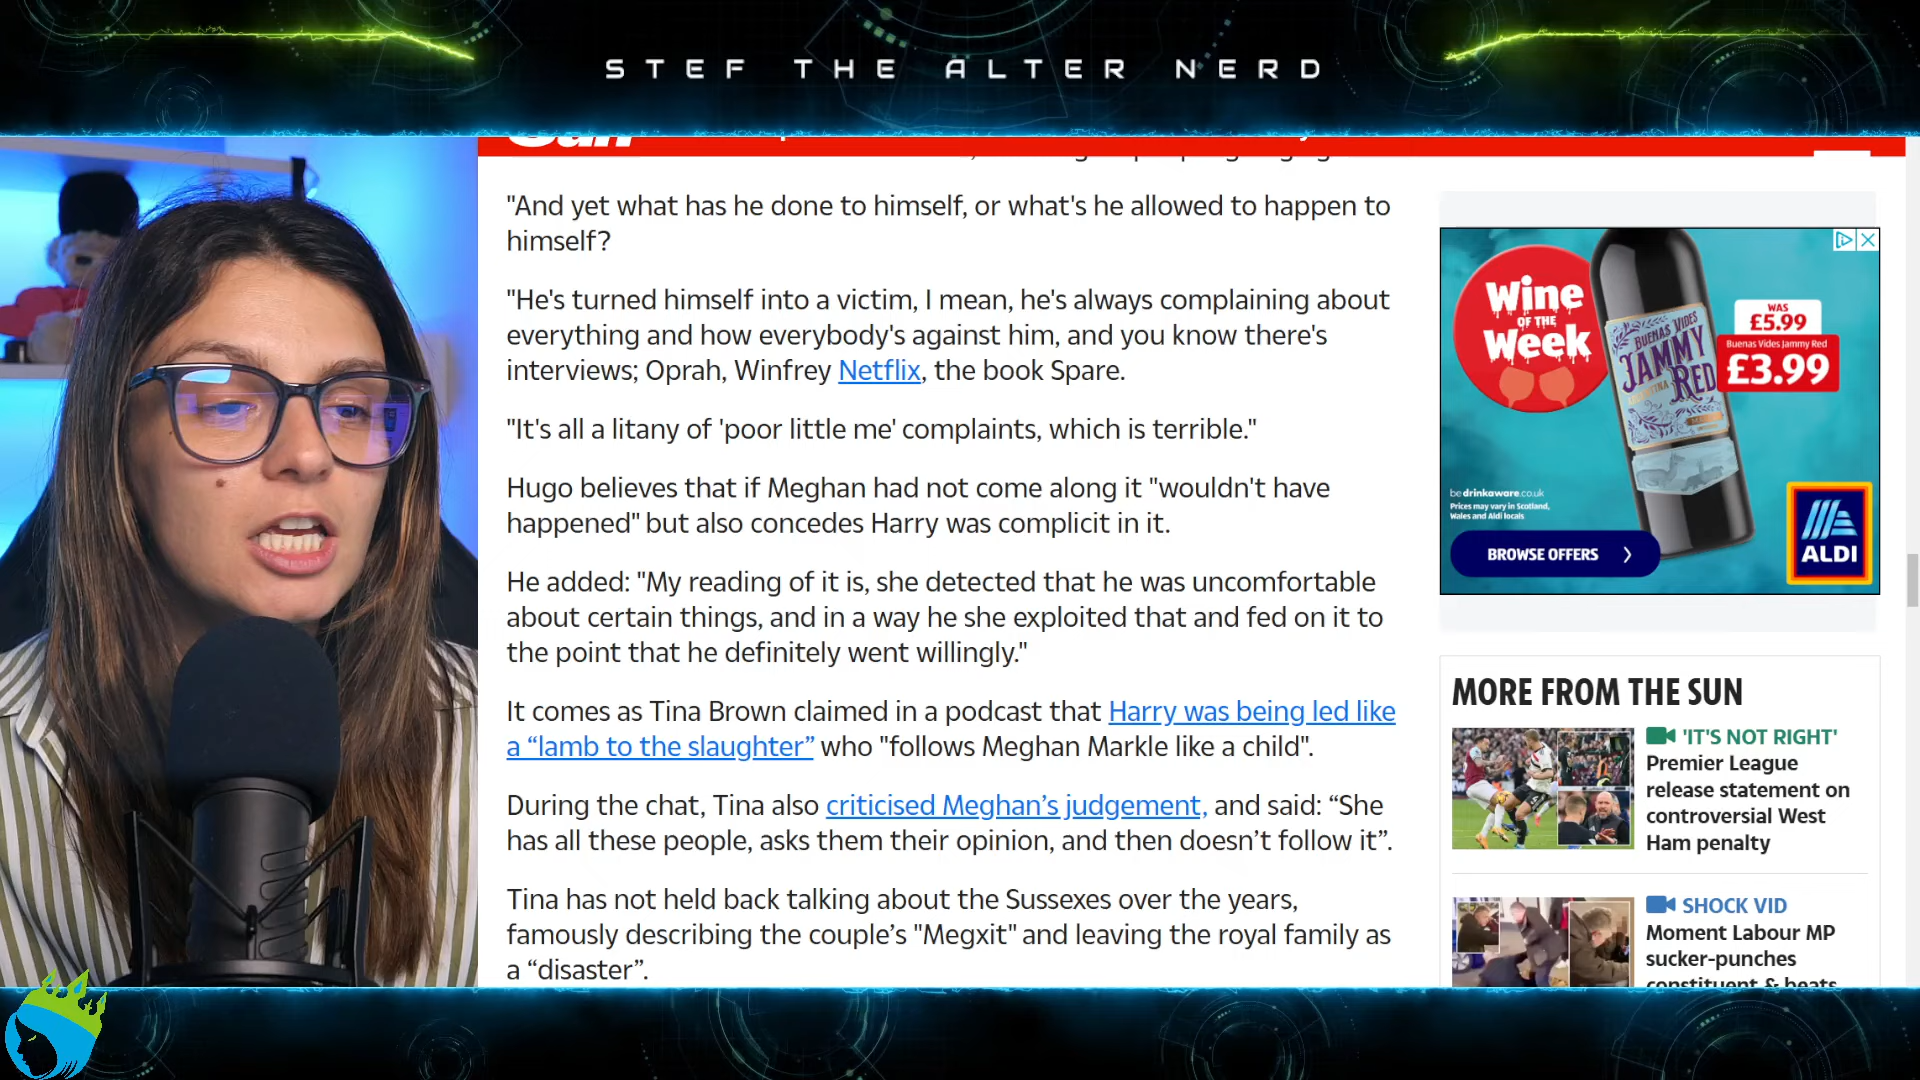 STEF THE ALTER NERD
"And yet what has he done to himself, or what's he allowed to happen to
himself?
"He's turned himself into a victim, I mean, he's always complaining about
everything and how everybody's against him, and you know there's
interviews; Oprah, Winfrey Netflix, the book Spare.
"It's all a litany of 'poor little me' complaints, which is terrible."
Hugo believes that if Meghan had not come along it "wouldn't have
happened" but also concedes Harry was complicit in it.
He added: "My reading of it is, she detected that he was uncomfortable
about certain things, and in a way he she exploited that and fed on it to
the point that he definitely went willingly."
It comes as Tina Brown claimed in a podcast that Harry was being led like
a “lamb to the slaughter” who "follows Meghan Markle like a child".
During the chat, Tina also criticised Meghan’s judgement, and said: “She
has all these people, asks them their opinion, and then doesn’t follow it”.
Tina has not held back talking about the Sussexes over the years,
famously describing the couple’s "Megxit" and leaving the royal family as
a “disaster”.
Wine
OF THE
Week
WAS
£5.99
Buenas Vides Jammy Red
£3.99
BUENAS VIDES
JAMMY
RED
be drinkaware.co.uk
Prices may vary in Scotland,
Wales and Aldi locals
BROWSE OFFERS
ALDI
MORE FROM THE SUN
'IT'S NOT RIGHT'
Premier League
release statement on
controversial West
Ham penalty
SHOCK VID
Moment Labour MP
sucker-punches
constituent & beats